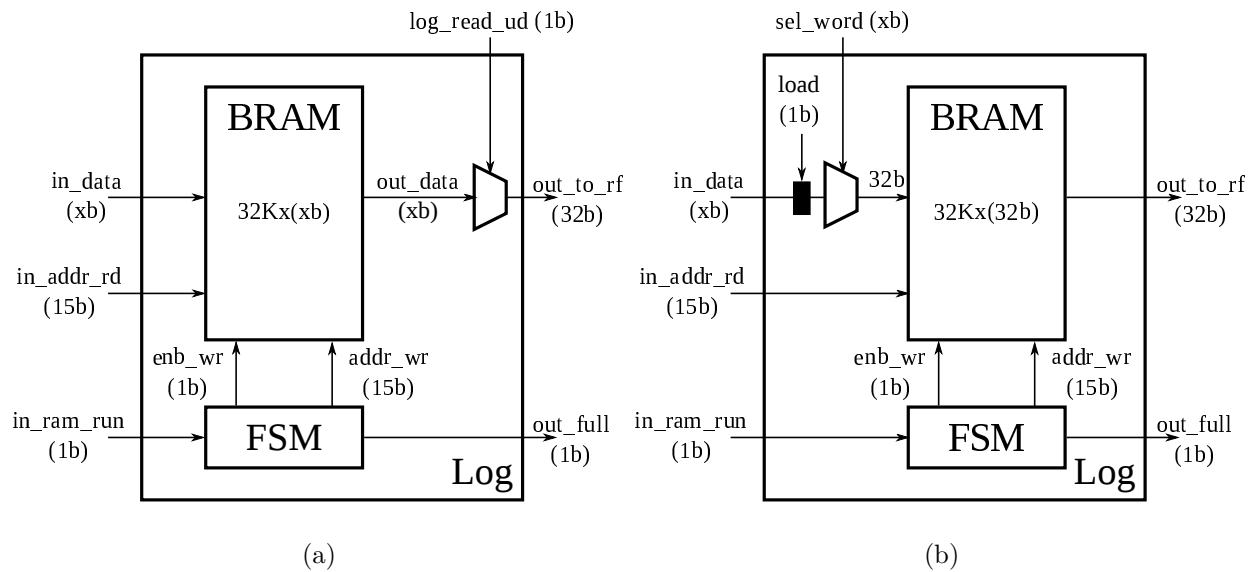 log_read_ud (1b)
BRAM
in_data
(xb)
32Kx(xb)
out_data
(xb)
out_to_rf
(32b)
in_addr_rd
(15b)
enb_wr
(1b)
addr_wr
(15b)
in_ram_run
(1b)
FSM
out_full
(1b)
Log
(a)
sel_word (xb)
load
(1b)
BRAM
in_data
(xb)
32b
32Kx(32b)
out_to_rf
(32b)
in_addr_rd
(15b)
enb_wr
(1b)
addr_wr
(15b)
in_ram_run
(1b)
FSM
out_full
(1b)
Log
(b)